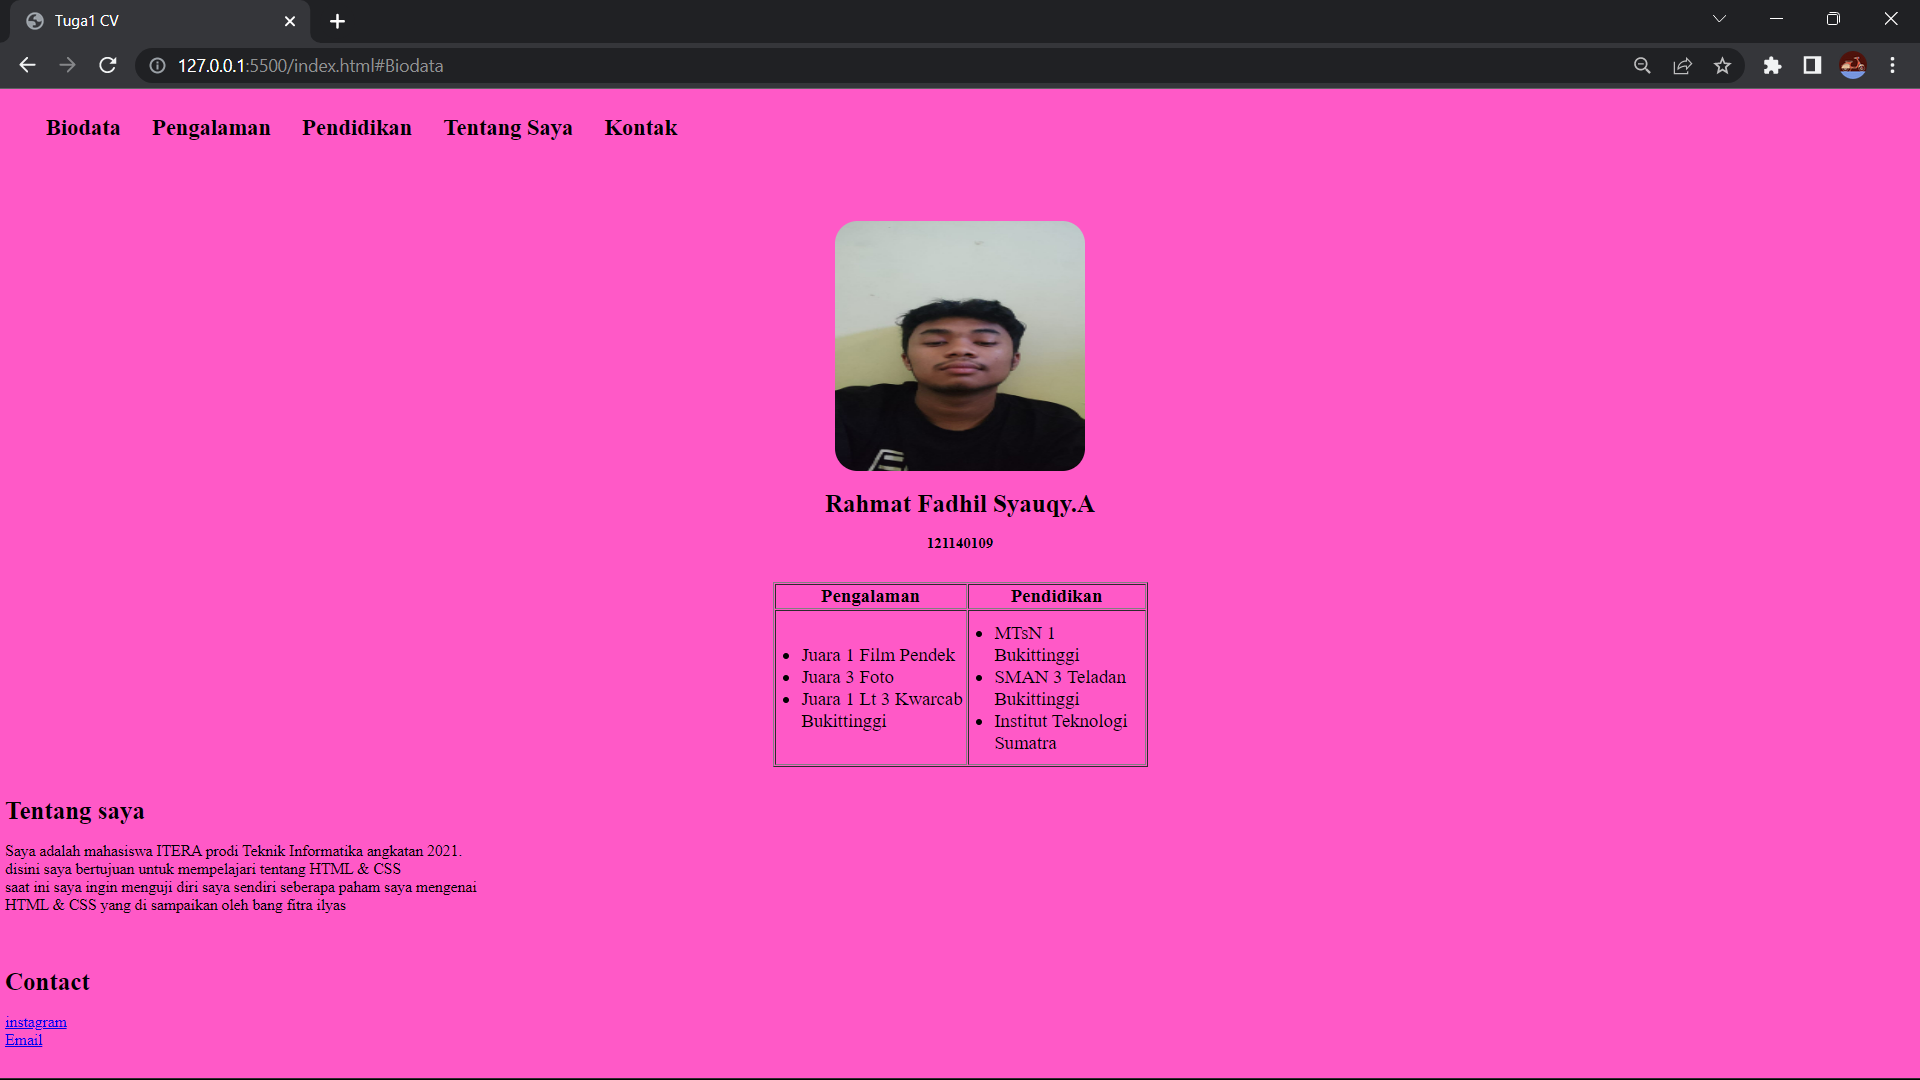 Tuga1 CV
127.0.0.1:5500/index.html#Biodata
Biodata Pengalaman Pendidikan Tentang Saya Kontak
Rahmat Fadhil Syauqy.A
121140109
Pengalaman Pendidikan
Juara 1 Film Pendek
Juara 3 Foto
Juara 1 Lt 3 Kwarcab
Bukittinggi
MTsN 1
Bukittinggi
SMAN 3 Teladan
Bukittinggi
Institut Teknologi
Sumatra
Tentang saya
Saya adalah mahasiswa ITERA prodi Teknik Informatika angkatan 2021.
disini saya bertujuan untuk mempelajari tentang HTML & CSS
saat ini saya ingin menguji diri saya sendiri seberapa paham saya mengenai
HTML & CSS yang di sampaikan oleh bang fitra ilyas
Contact
instagram
Email